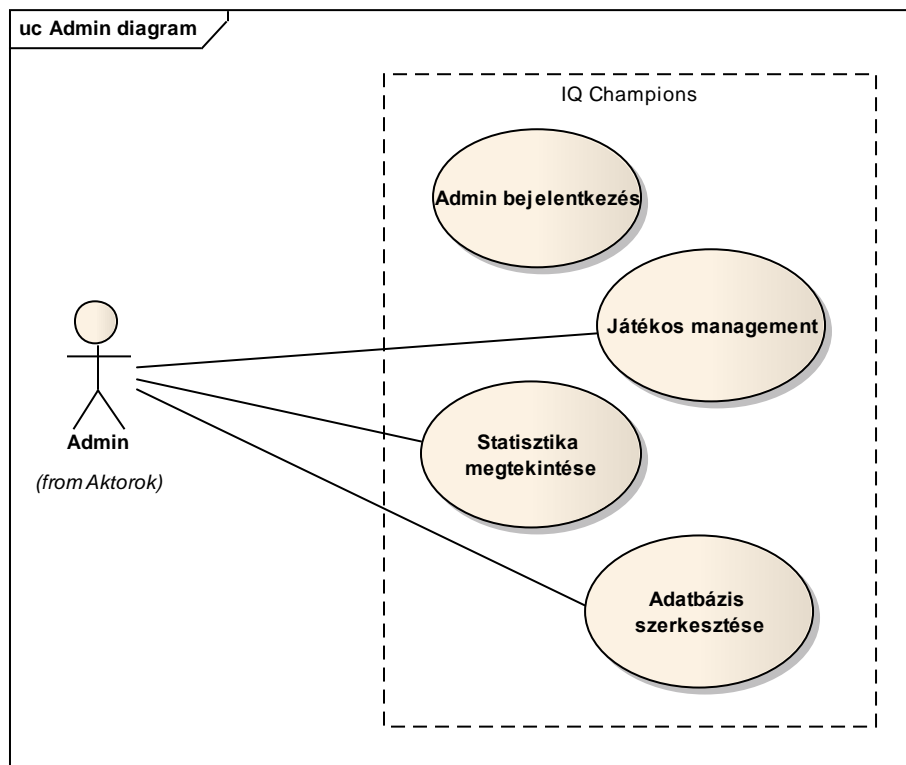 uc Admin diagram
IQ Champions
Admin bejelentkezés
Játékos management
Statisztika
megtekintése
Adatbázis
szerkesztése
Admin
(from Aktorok)